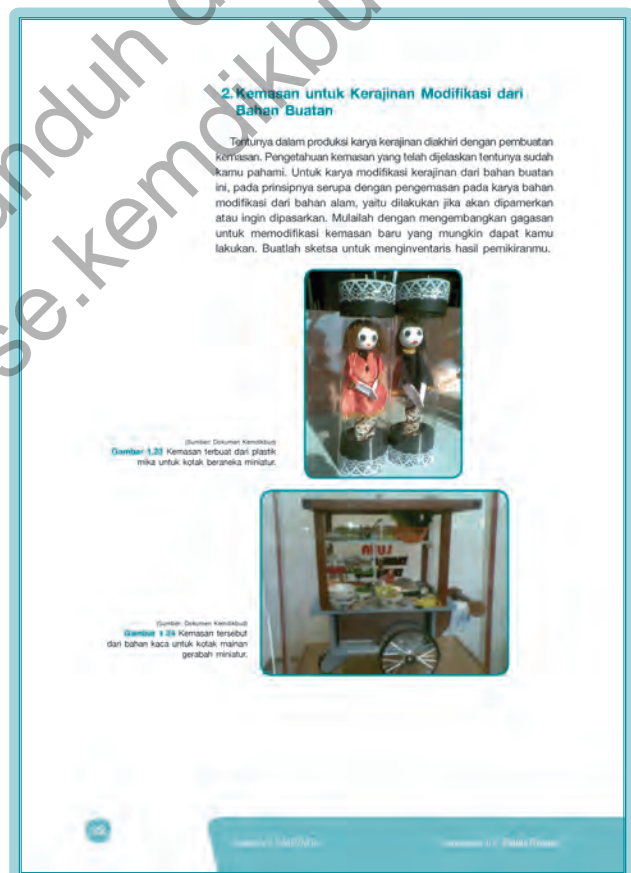 2. Kemasan untuk Kerajinan Modifikasi dari
Bahan Buatan
Tentunya dalam produksi karya kerajinan diakhiri dengan pembuatan
kemasan. Pengetahuan kemasan yang telah dijelaskan tentunya sudah
kamu pahami. Untuk karya modifikasi kerajinan dari bahan buatan
ini, pada prinsipnya serupa dengan pengemasan pada karya bahan
modifikasi dari bahan alam, yaitu dilakukan jika akan dipamerkan
atau ingin dipasarkan. Mulailah dengan mengembangkan gagasan
untuk memodifikasi kemasan baru yang mungkin dapat kamu
lakukan. Buatlah sketsa untuk menginventaris hasil pemikiranmu.
(Sumber: Dokumen Kemdikbud)
Gambar 1.23 Kemasan terbuat dari plastik
mika untuk kotak beraneka miniatur.
(Sumber: Dokumen Kemdikbud)
Gambar 1.24 Kemasan tersebut
dari bahan kaca untuk kotak mainan
gerabah miniatur.